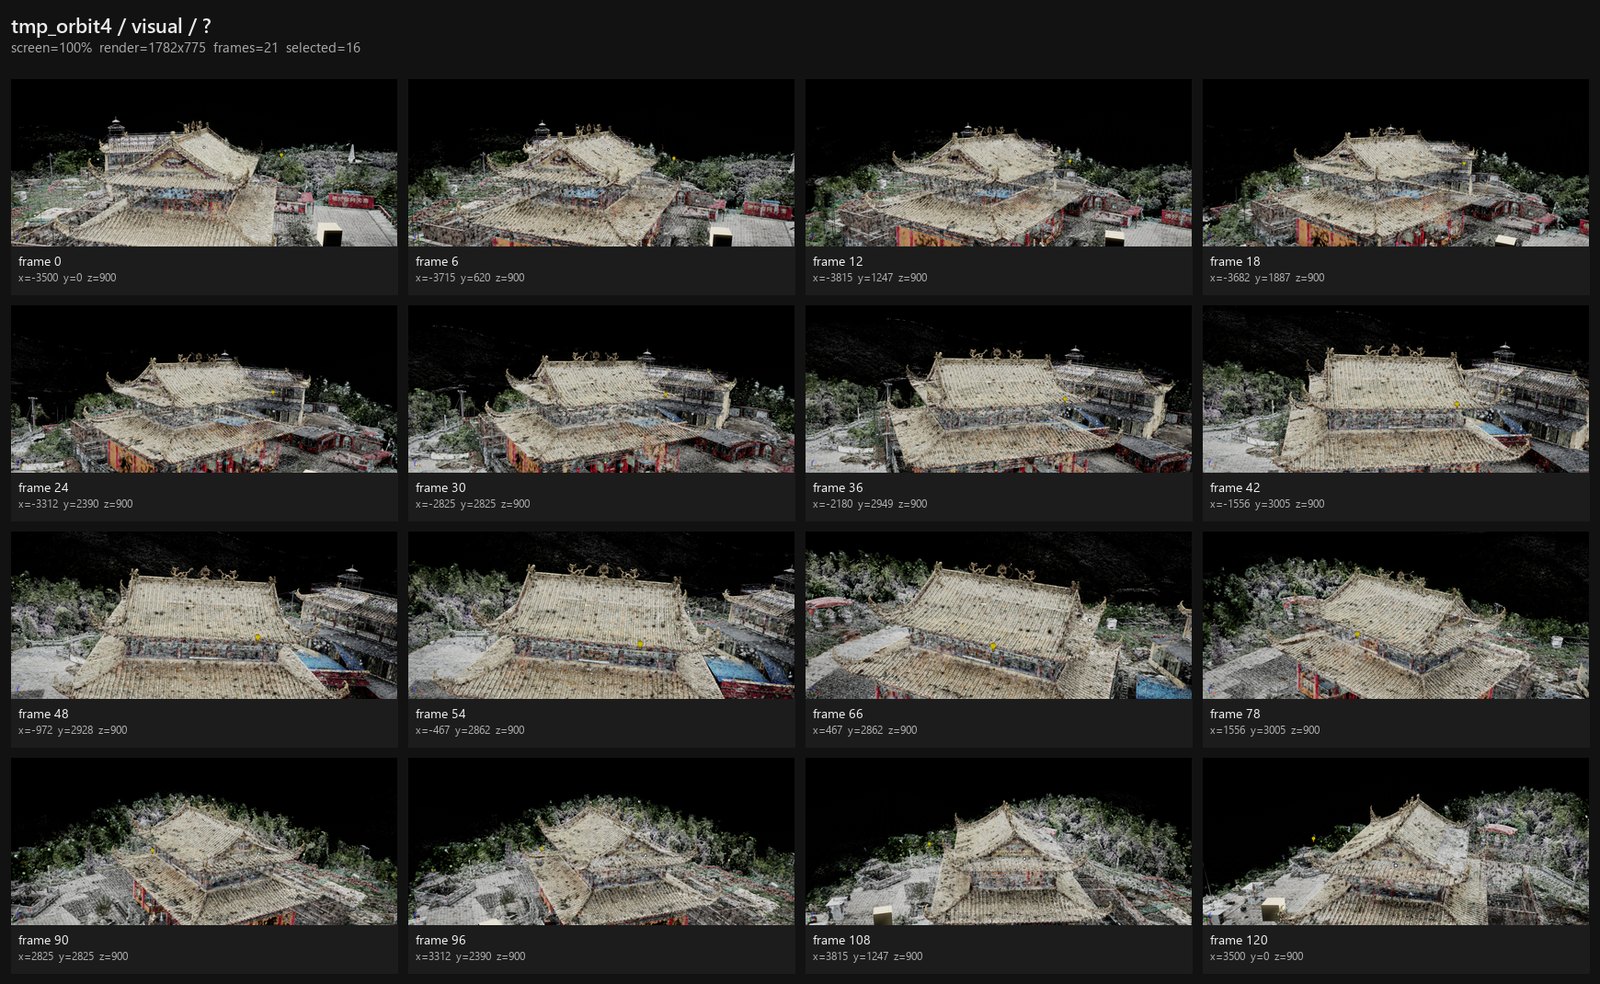 tmp_orbit4 / visual / ?
screen=100% render=1782x775 frames=21 selected=16
frame 0
x=-3500 y=0 z=900
frame 6
x=-3715 y=620 z=900
frame 12
x=-3815 y=1247 z=900
frame 18
x=-3682 y=1887 z=900
frame 24
x=-3312 y=2390 z=900
frame 30
x=-2825 y=2825 z=900
frame 36
x=-2180 y=2949 z=900
frame 42
x=-1556 y=3005 z=900
frame 48
x=-972 y=2928 z=900
frame 54
x=-467 y=2862 z=900
frame 66
x=467 y=2862 z=900
frame 78
x=1556 y=3005 z=900
frame 90
x=2825 y=2825 z=900
frame 96
x=3312 y=2390 z=900
frame 108
x=3815 y=1247 z=900
frame 120
x=3500 y=0 z=900